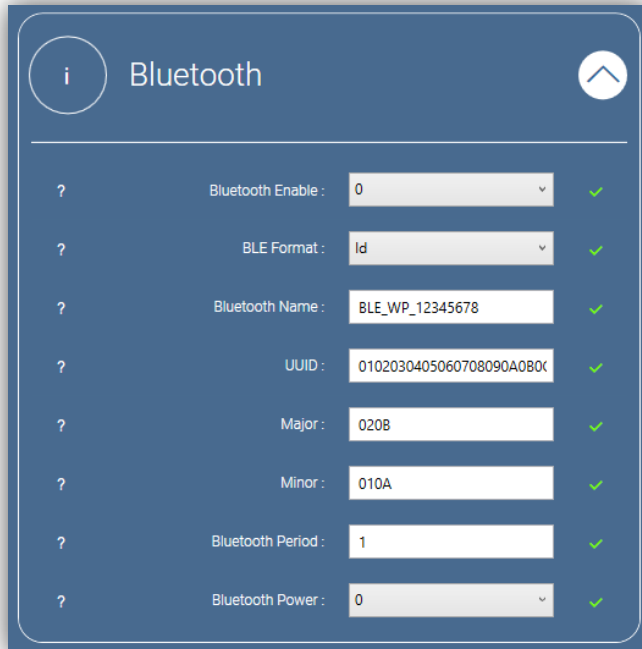 i Bluetooth
? Bluetooth Enable : 0
? BLE Format : Id
? Bluetooth Name : BLE_WP_12345678
? UUID : 0102030405060708090A0B0
? Major : 020B
? Minor : 010A
? Bluetooth Period : 1
? Bluetooth Power : 0